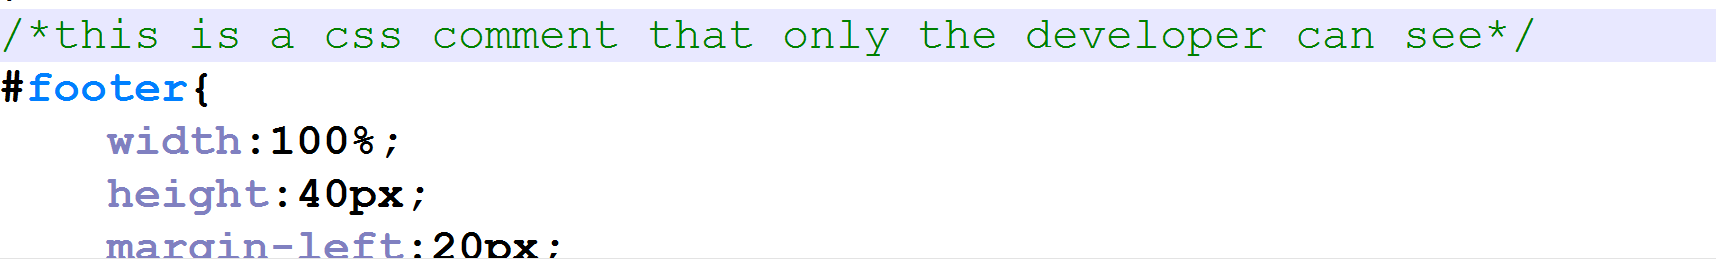 /*this is a css comment that only the developer can see*/
#footer{
width:100%;
height:40px;
margin-left:20px;